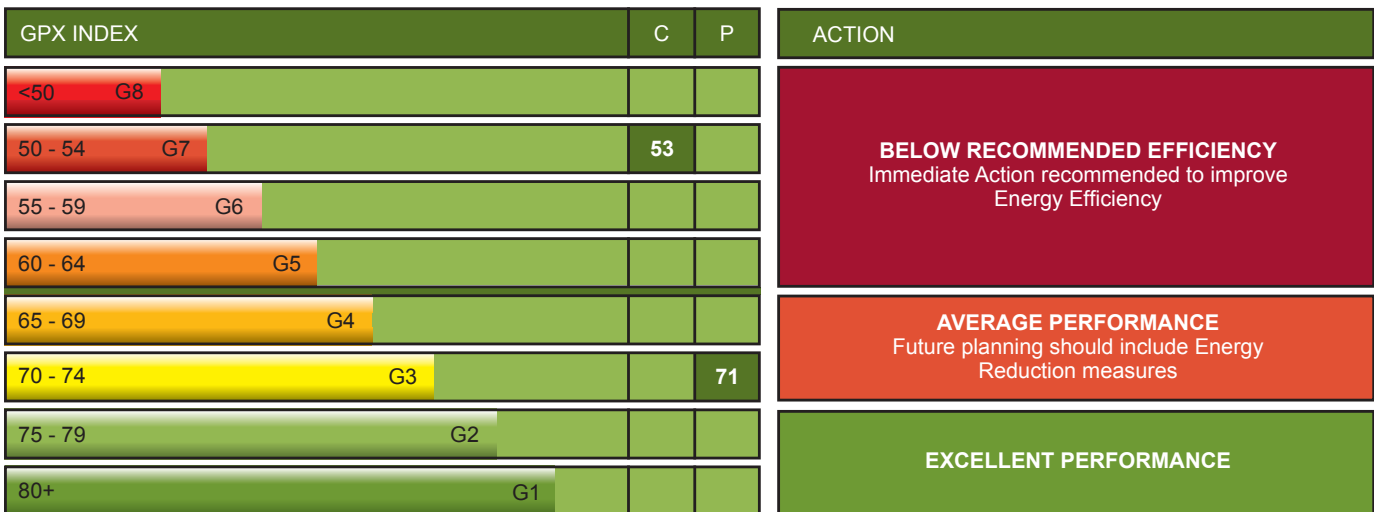 GPX INDEX C P
<50 G8
50 - 54 G7 53
55 - 59 G6
60 - 64 G5
65 - 69 G4
70 - 74 G3 71
75 - 79 G2
80+ G1
ACTION
BELOW RECOMMENDED EFFICIENCY
Immediate Action recommended to improve
Energy Efficiency
AVERAGE PERFORMANCE
Future planning should include Energy
Reduction measures
EXCELLENT PERFORMANCE